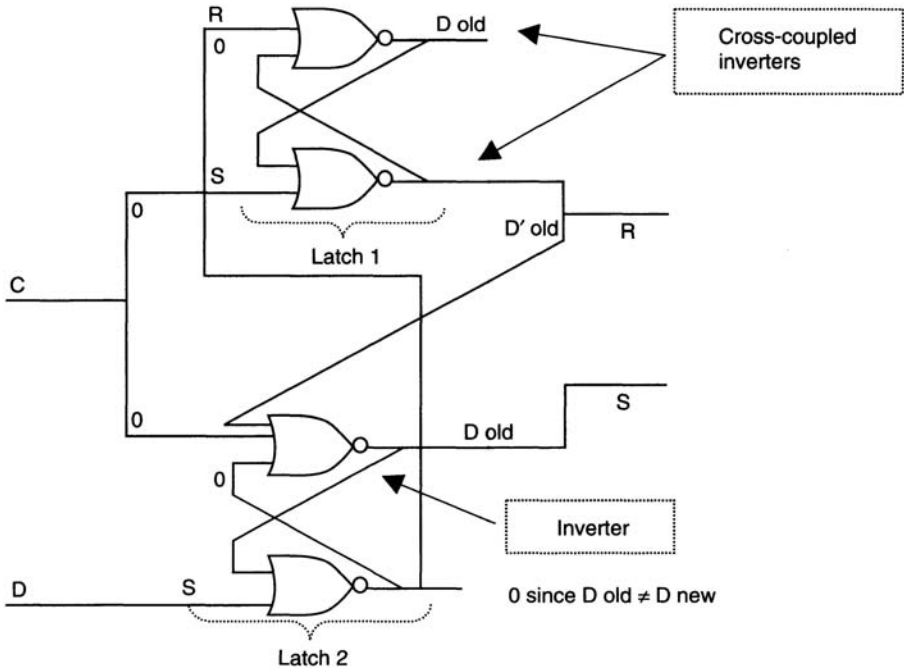 R
D old
0
Cross-coupled
inverters
S
0
D′ old
R
Latch 1
C
S
0
D old
0
Inverter
D
S
0 since D old ≠ D new
Latch 2